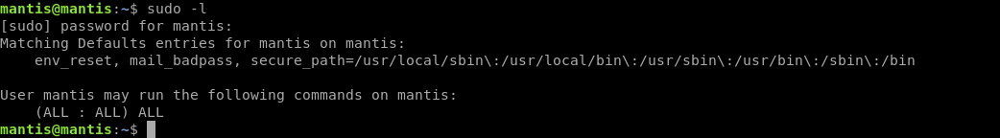 mantis@mantis:~$ sudo -l
[sudo] password for mantis:
Matching Defaults entries for mantis on mantis:
    env_reset, mail_badpass, secure_path=/usr/local/sbin\:/usr/local/bin\:/usr/sbin\:/usr/bin\:/sbin\:/bin

User mantis may run the following commands on mantis:
    (ALL : ALL) ALL
mantis@mantis:~$